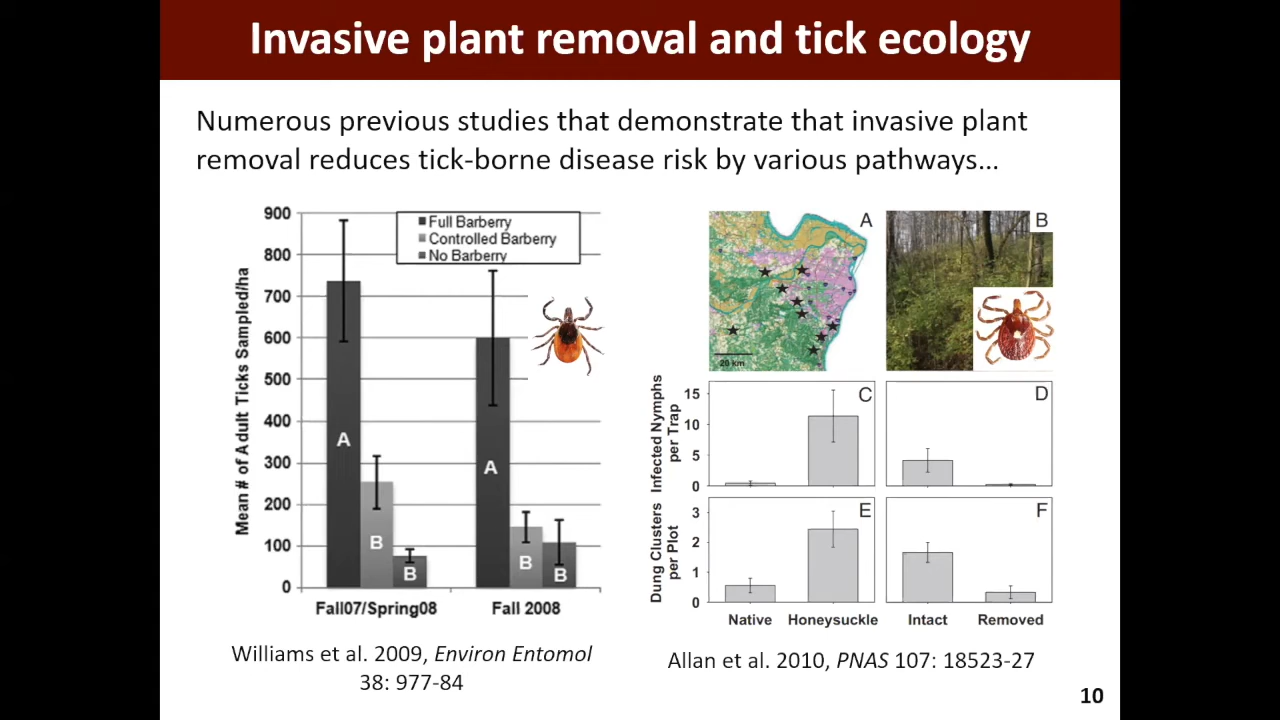 Invasive plant removal and tick ecology
Numerous previous studies that demonstrate that invasive plant
removal reduces tick-borne disease risk by various pathways...
Mean # of Adult Ticks Sampled/ha
900
800
700
600
500
400
300
200
100
0
Full Barberry
Controlled Barberry
No Barberry
A
B
B
A
B
B
Fall07/Spring08
Fall 2008
Williams et al. 2009, Environ Entomol
38: 977-84
A
20 km
B
Infected Nymphs
per Trap
15
10
5
0
C
D
Dung Clusters
per Plot
3
2
1
0
E
F
Native
Honeysuckle
Intact
Removed
Allan et al. 2010, PNAS 107: 18523-27
10